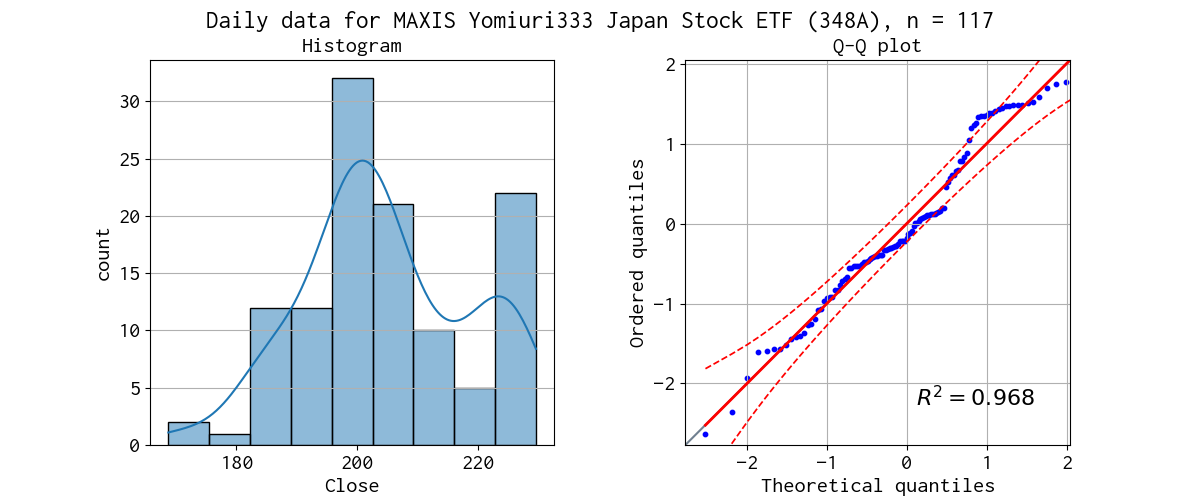 Daily data for MAXIS Yomiuri333 Japan Stock ETF (348A), n = 117
Histogram
count
30
25
20
15
10
5
0
180
200
220
Close
Q-Q plot
Ordered quantiles
2
1
0
−1
−2
R² = 0.968
−2
−1
0
1
2
Theoretical quantiles